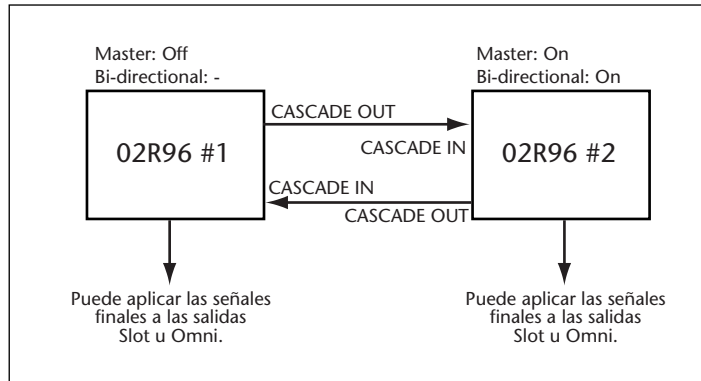 Master: Off
Bi-directional: -
Master: On
Bi-directional: On
02R96 #1
CASCADE OUT
CASCADE IN
02R96 #2
CASCADE IN
CASCADE OUT
Puede aplicar las señales
finales a las salidas
Slot u Omni.
Puede aplicar las señales
finales a las salidas
Slot u Omni.